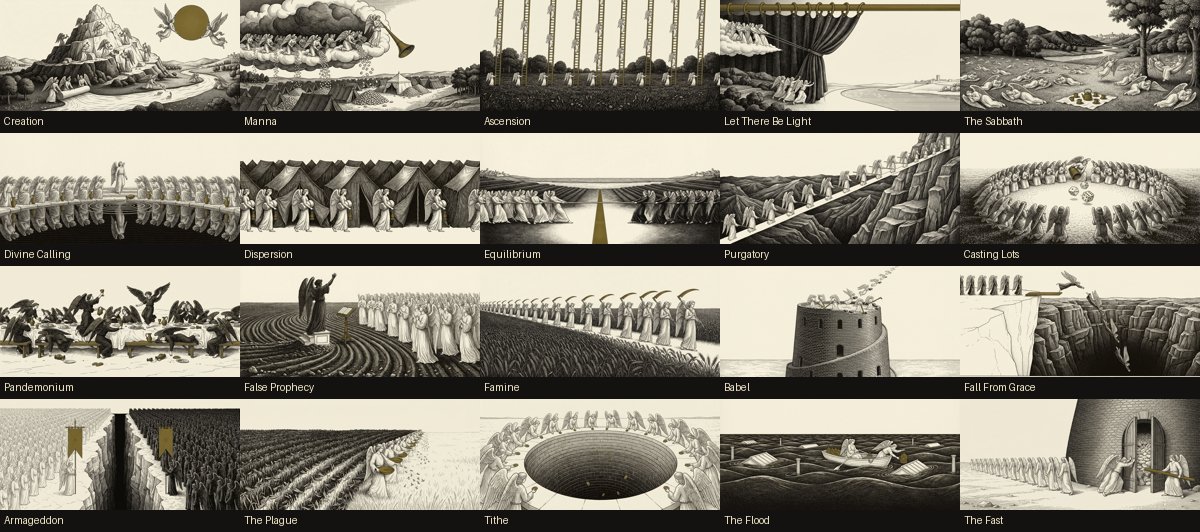 Creation
Manna
Ascension
Let There Be Light
The Sabbath
Divine Calling
Dispersion
Equilibrium
Purgatory
Casting Lots
Pandemonium
False Prophecy
Famine
Babel
Fall From Grace
Armageddon
The Plague
Tithe
The Flood
The Fast